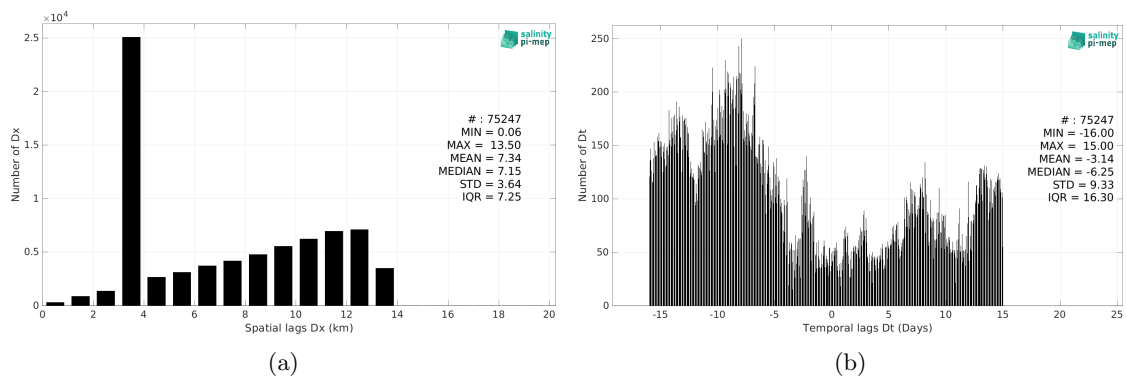 ×10⁴
2.5
2
1.5
1
0.5
0
Number of Dx
salinity
pi-mep
# : 75247
MIN = 0.06
MAX = 13.50
MEAN = 7.34
MEDIAN = 7.15
STD = 3.64
IQR = 7.25
0 2 4 6 8 10 12 14 16 18 20
Spatial lags Dx (km)
(a)
250
200
150
100
50
0
Number of Dt
salinity
pi-mep
# : 75247
MIN = -16.00
MAX = 15.00
MEAN = -3.14
MEDIAN = -6.25
STD = 9.33
IQR = 16.30
-15 -10 -5 0 5 10 15 20 25
Temporal lags Dt (Days)
(b)